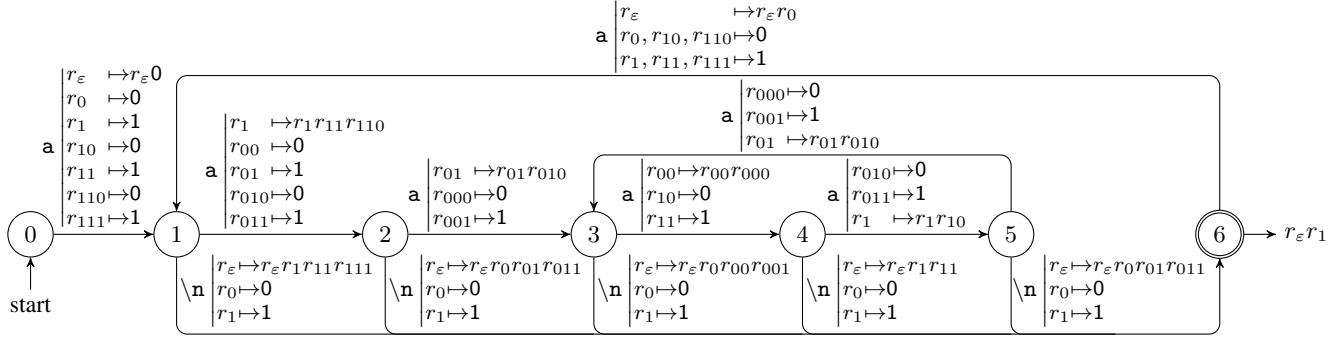 a
r_ε ↦r_ε r_0
r_0, r_10, r_110↦0
r_1, r_11, r_111↦1
a
r_ε ↦r_ε 0
r_0 ↦0
r_1 ↦1
r_10 ↦0
r_11 ↦1
r_110↦0
r_111↦1
a
r_1 ↦r_1 r_11 r_110
r_00 ↦0
r_01 ↦1
r_010↦0
r_011↦1
a
r_01 ↦r_01 r_010
r_000↦0
r_001↦1
a
r_000↦0
r_001↦1
r_01 ↦r_01 r_010
a
r_00↦r_00 r_000
r_10↦0
r_11↦1
a
r_010↦0
r_011↦1
r_1 ↦r_1 r_10
0
1
2
3
4
5
6
r_ε r_1
start
\n
r_ε↦r_ε r_1 r_11 r_111
r_0↦0
r_1↦1
\n
r_ε↦r_ε r_0 r_01 r_011
r_0↦0
r_1↦1
\n
r_ε↦r_ε r_0 r_00 r_001
r_0↦0
r_1↦1
\n
r_ε↦r_ε r_1 r_11
r_0↦0
r_1↦1
\n
r_ε↦r_ε r_0 r_01 r_011
r_0↦0
r_1↦1